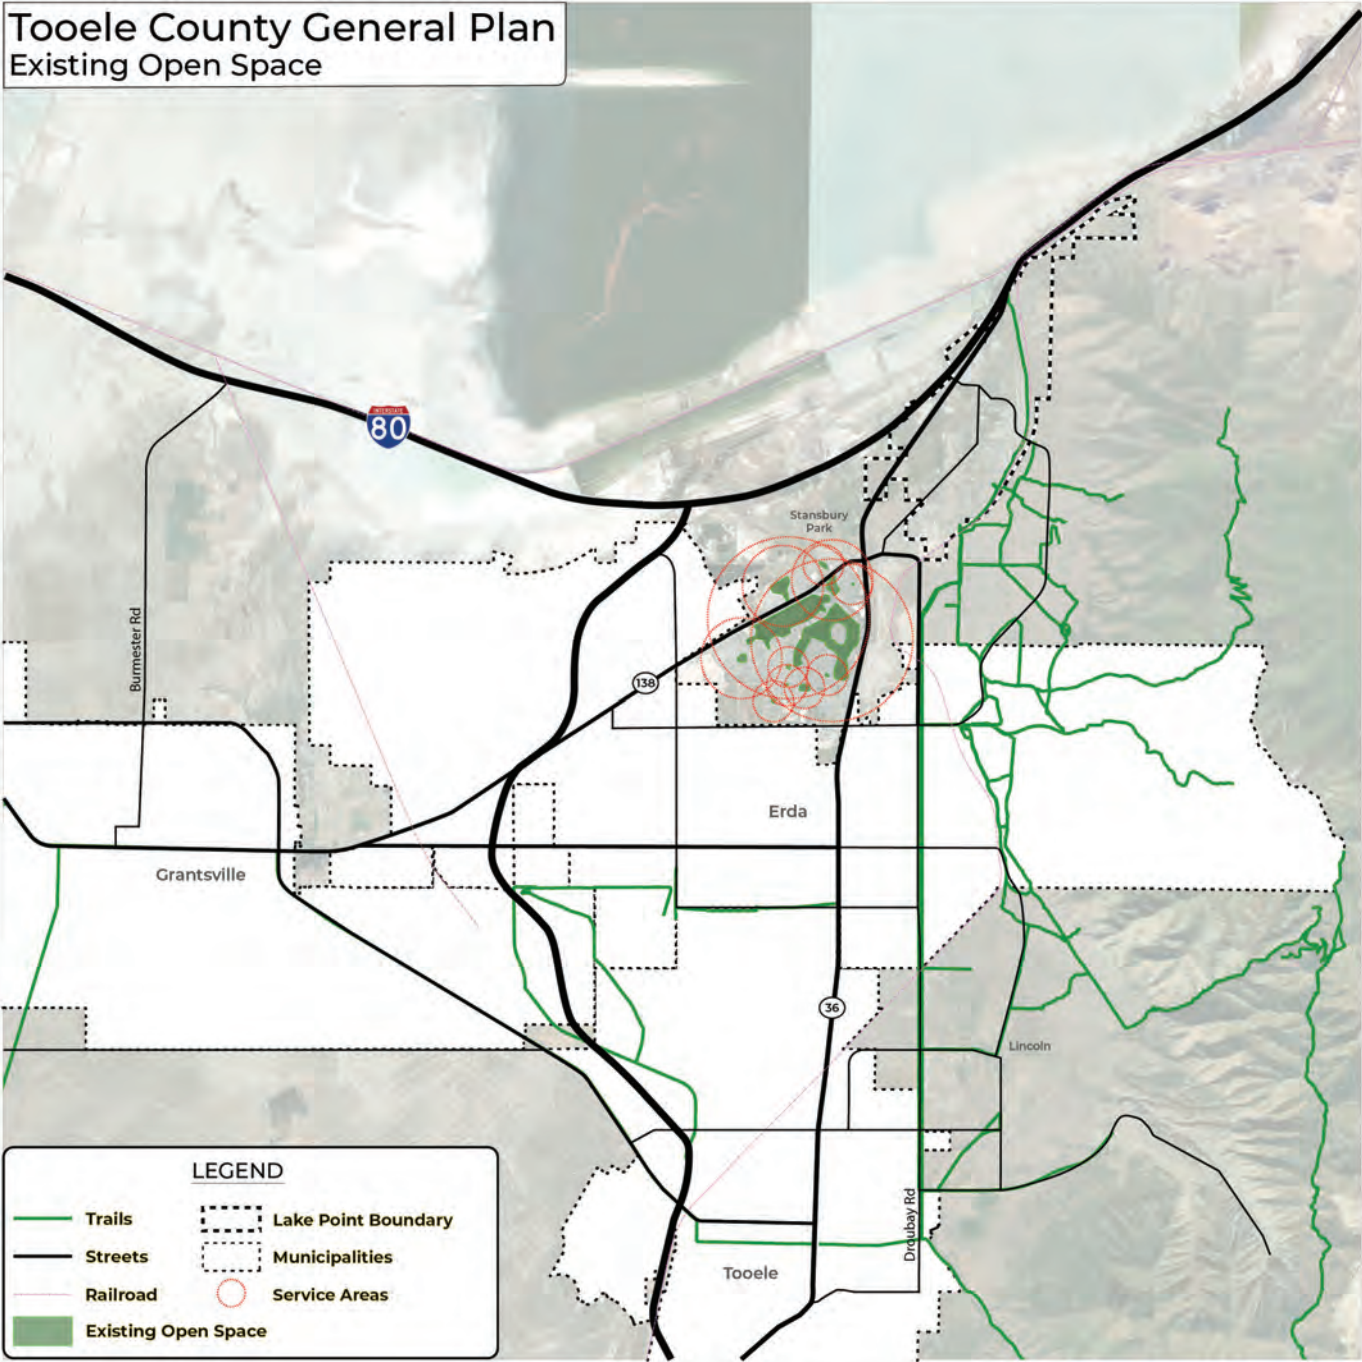 Tooele County General Plan
Existing Open Space
INTERSTATE
80
Stansbury
Park
Burmester Rd
138
Erda
Grantsville
36
Lincoln
Droubay Rd
Tooele
LEGEND
Trails
Lake Point Boundary
Streets
Municipalities
Railroad
Service Areas
Existing Open Space